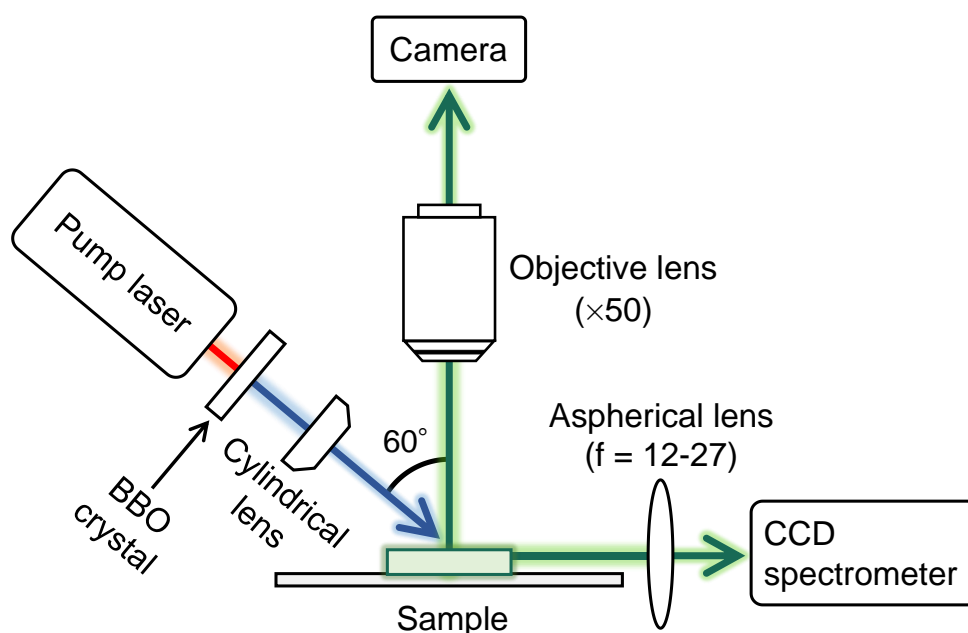 Camera
Pump laser
Objective lens
(×50)
Aspherical lens
(f = 12-27)
60°
Cylindrical
lens
BBO
crystal
CCD
spectrometer
Sample